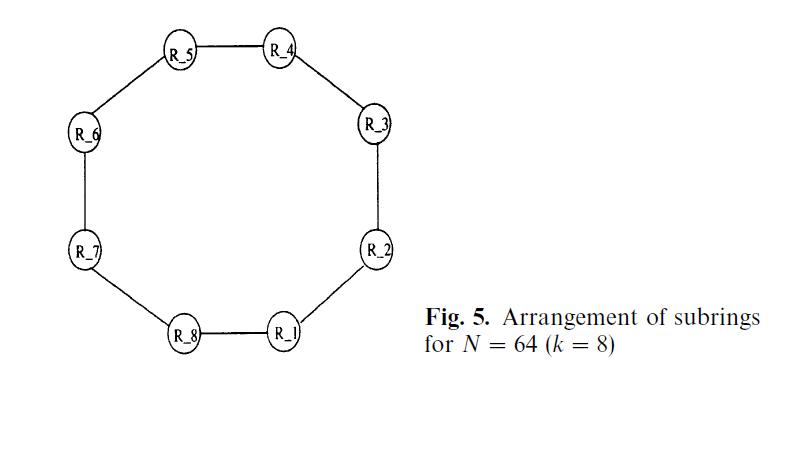 R_5
R_4
R_6
R_3
R_7
R_2
R_8
R_1
Fig. 5. Arrangement of subrings
for N = 64 (k = 8)